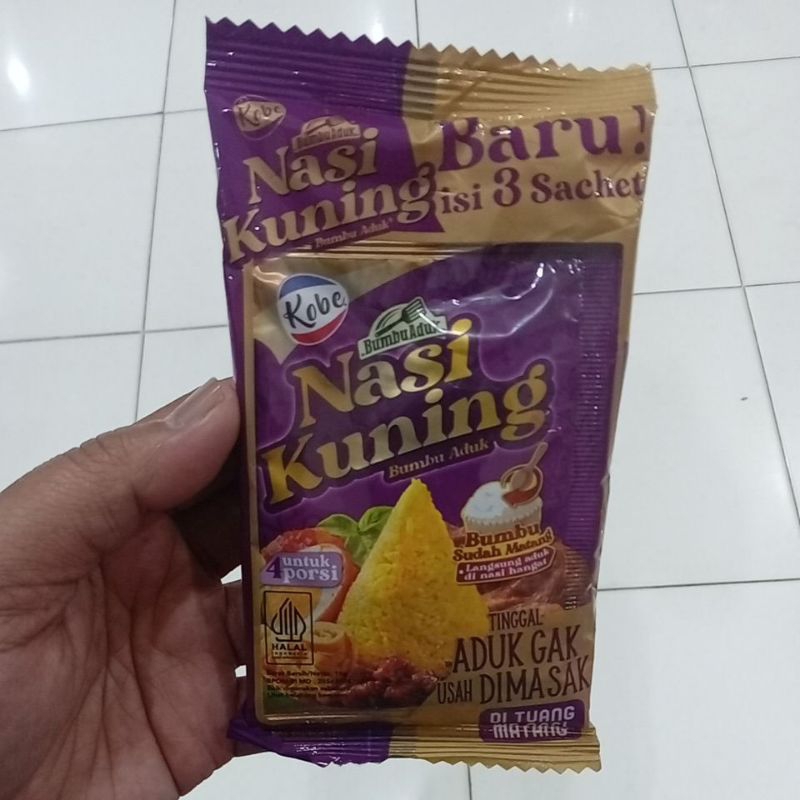 Kobe
Bumbu Aduk
Nasi
Kuning
Bumbu Aduk
Baru!
isi 3 Sachet
Kobe
Bumbu Aduk
Nasi
Kuning
Bumbu Aduk
Bumbu
Sudah Matang
Langsung aduk
di nasi hangat
untuk
4 porsi
HALAL
INDONESIA
TINGGAL
ADUK GAK
USAH DIMASAK
DI TUANG
MATANG